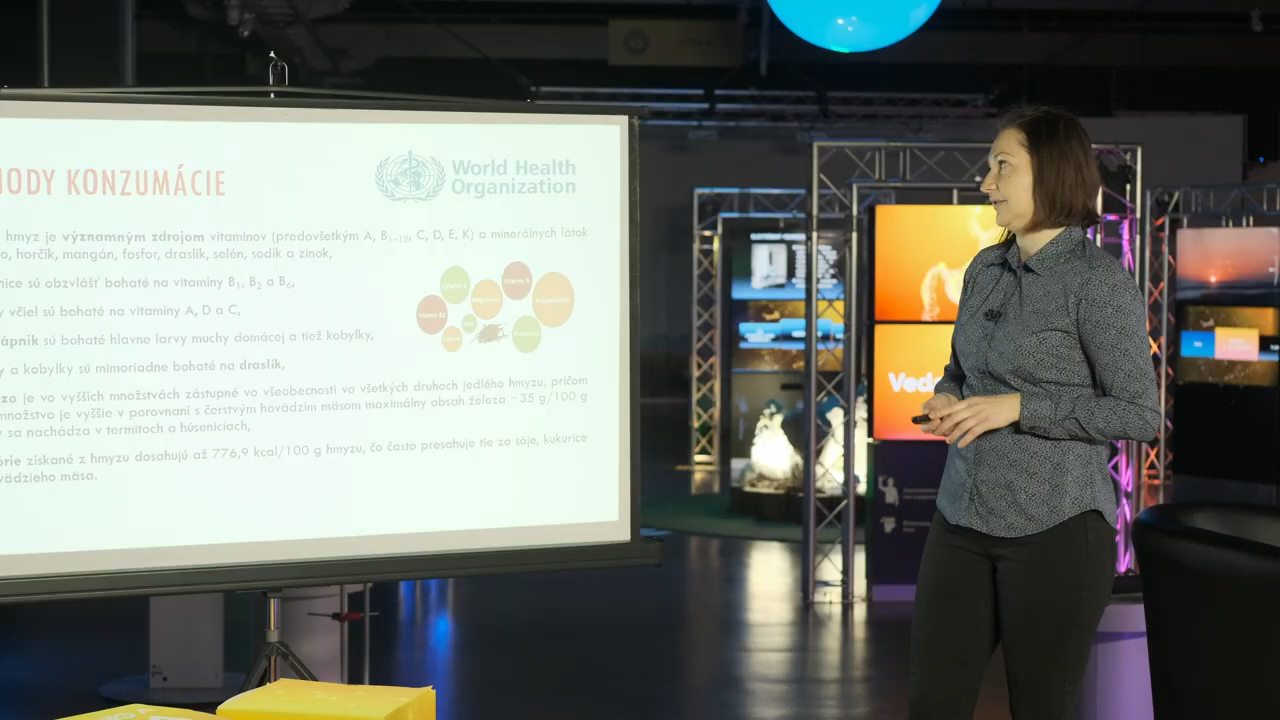 HODY KONZUMÁCIE
World Health
Organization
hmyz je významným zdrojom vitamínov (predovšetkým A, B₁₋₁₂, C, D, E, K) a minerálnych látok
o, horčík, mangán, fosfor, draslík, selén, sodík a zinok,
nice sú obzvlášť bohaté na vitamíny B₁, B₂ a B₆,
y včiel sú bohaté na vitamíny A, D a C,
ápnik sú bohaté hlavne larvy muchy domácej a tiež kobylky,
y a kobylky sú mimoriadne bohaté na draslík,
zo je vo vyšších množstvách zástupné vo všeobecnosti vo všetkých druhoch jedlého hmyzu, pričom
množstvo je vyššie v porovnaní s čerstvým hovädzím mäsom maximálny obsah železa ~35 g/100 g
y sa nachádza v termitoch a húseniciach,
órie získané z hmyzu dosahujú až 776,9 kcal/100 g hmyzu, čo často presahuje tie zo sóje, kukurice
vädzieho mäsa.
Vitamín B2
Ved